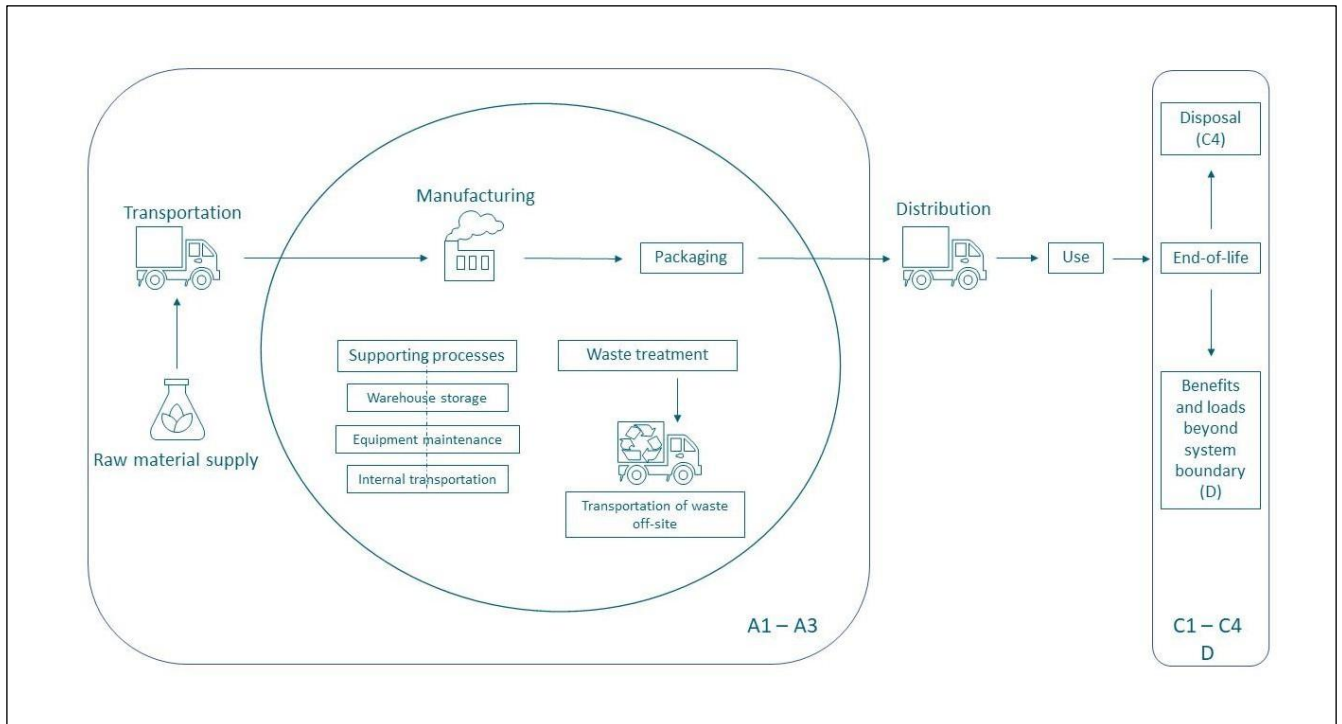 Transportation
Raw material supply
Manufacturing
Packaging
Supporting processes
Warehouse storage
Equipment maintenance
Internal transportation
Waste treatment
Transportation of waste
off-site
A1 – A3
Distribution
Use
Disposal
(C4)
End-of-life
Benefits
and loads
beyond
system
boundary
(D)
C1 – C4
D